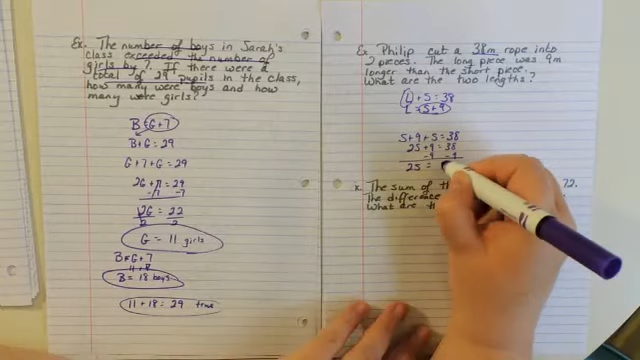 Ex. The number of boys in Sarah's
class exceeded the number of
girls by 7. If there were a
total of 29 pupils in the class,
how many were boys and how
many were girls?
B = G+7
B+G = 29
G+7+G = 29
2G+7 = 29
-7 -7
2G = 22
2 2
G = 11 girls
B = G+7
11+7
B = 18 boys
11+18 = 29 true
Ex Philip cut a 38m rope into
2 pieces. The long piece was 9m
longer than the short piece.
What are the two lengths?
L + S = 38
L = S+9
S+9+S = 38
2S+9 = 38
-9 -9
2S =
x. The sum of 72.
The difference
What are